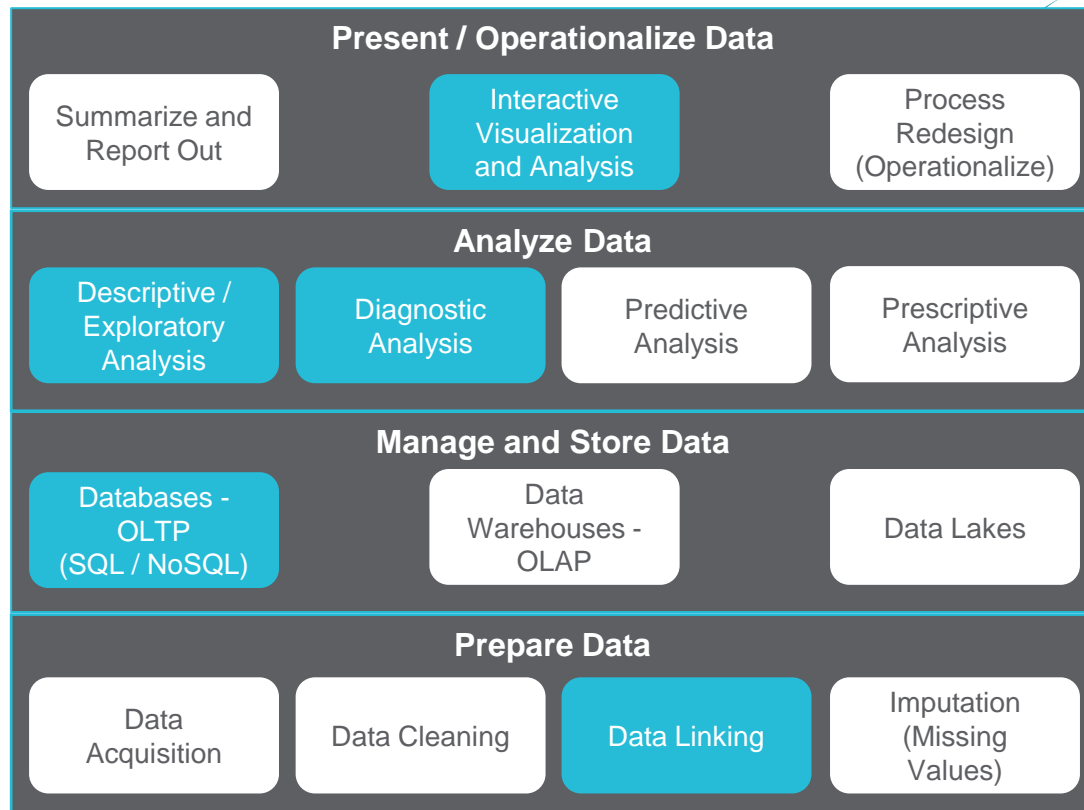 Present / Operationalize Data
Summarize and
Report Out
Interactive
Visualization
and Analysis
Process
Redesign
(Operationalize)
Analyze Data
Descriptive /
Exploratory
Analysis
Diagnostic
Analysis
Predictive
Analysis
Prescriptive
Analysis
Manage and Store Data
Databases -
OLTP
(SQL / NoSQL)
Data
Warehouses -
OLAP
Data Lakes
Prepare Data
Data
Acquisition
Data Cleaning
Data Linking
Imputation
(Missing
Values)